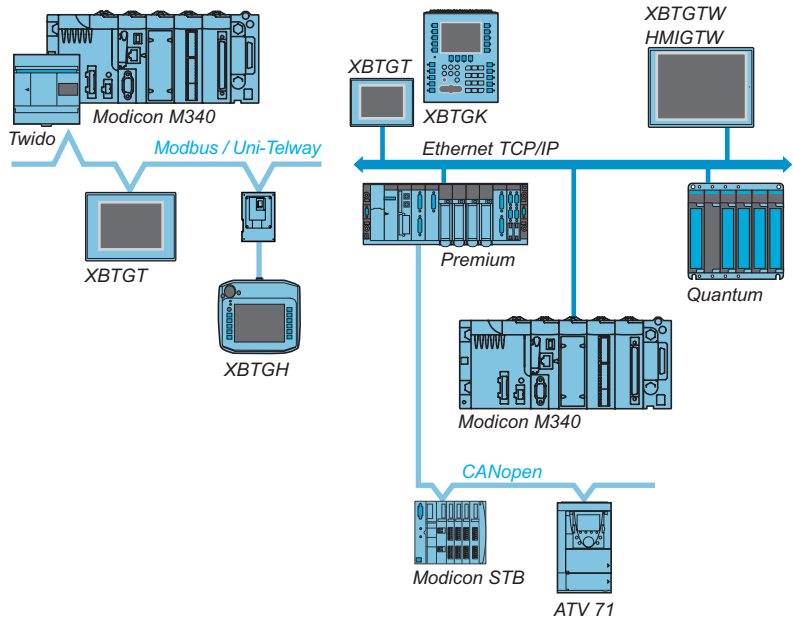 XBTGTW
HMIGTW
XBTGT
XBTGK
Modicon M340
Twido
Modbus / Uni-Telway
Ethernet TCP/IP
XBTGT
XBTGH
Premium
Quantum
Modicon M340
CANopen
Modicon STB
ATV 71